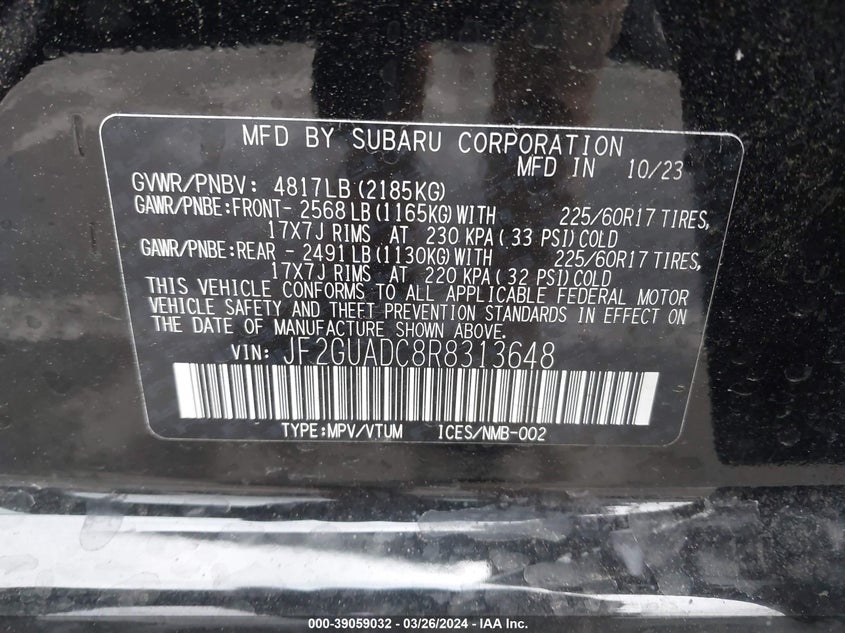 MFD BY SUBARU CORPORATION
MFD IN 10/23
GVWR/PNBV: 4817LB (2185KG)
GAWR/PNBE:FRONT- 2568 LB (1165KG) WITH 225/60R17 TIRES,
17X7J RIMS AT 230 KPA ( 33 PSI) COLD
GAWR/PNBE:REAR - 2491 LB (1130KG) WITH 225/60R17 TIRES,
17X7J RIMS AT 220 KPA ( 32 PSI) COLD
THIS VEHICLE CONFORMS TO ALL APPLICABLE FEDERAL MOTOR
VEHICLE SAFETY AND THEFT PREVENTION STANDARDS IN EFFECT ON
THE DATE OF MANUFACTURE SHOWN ABOVE.
VIN: JF2GUADC8R8313648
TYPE:MPV/VTUM ICES/NMB-002
000-39059032 - 03/26/2024 - IAA Inc.